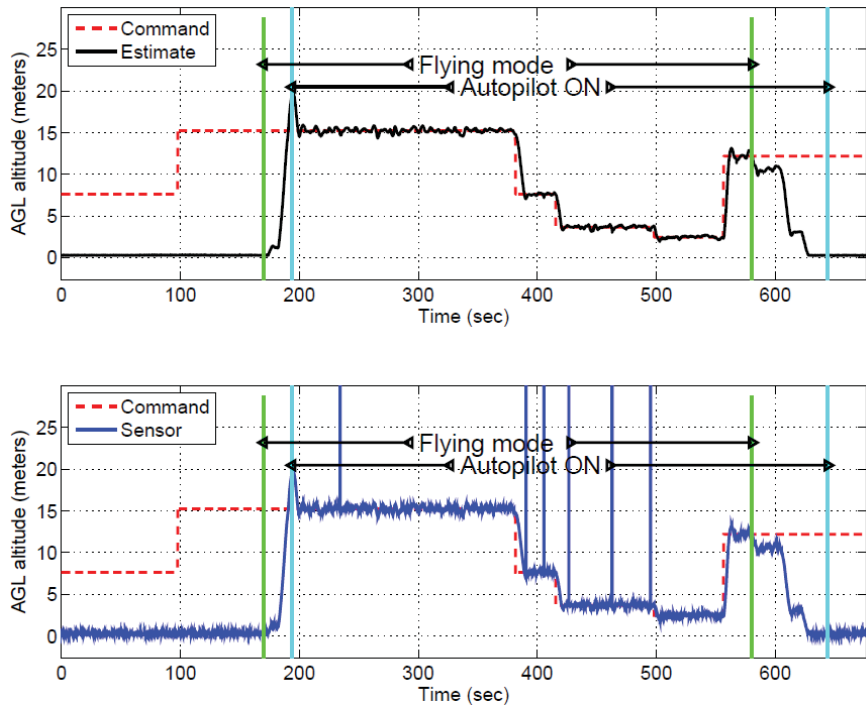 Command
Estimate
Flying mode
Autopilot ON
AGL altitude (meters)
25
20
15
10
5
0
0 100 200 300 400 500 600
Time (sec)
Command
Sensor
Flying mode
Autopilot ON
AGL altitude (meters)
25
20
15
10
5
0
0 100 200 300 400 500 600
Time (sec)